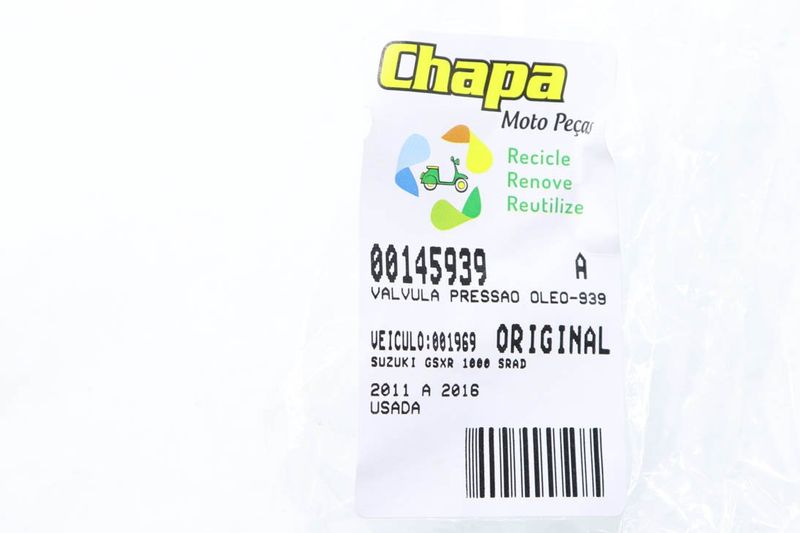 Chapa
Moto Peças
Recicle
Renove
Reutilize
00145939 A
VALVULA PRESSAO OLEO-939
VEICULO:001969 ORIGINAL
SUZUKI GSXR 1000 SRAD
2011 A 2016
USADA